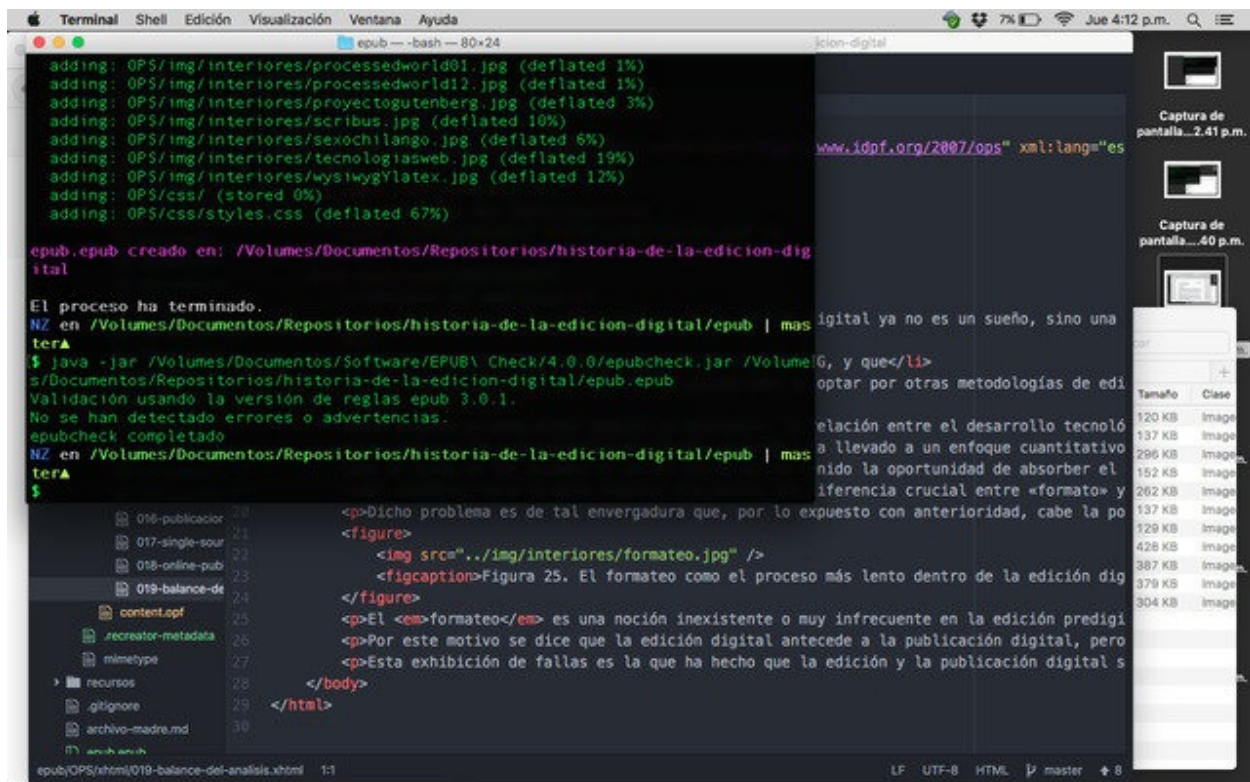 Terminal Shell Edición Visualización Ventana Ayuda 7% Jue 4:12 p.m.
epub — -bash — 80×24
icion-digital
adding: OPS/img/interiores/processedworld01.jpg (deflated 1%)
adding: OPS/img/interiores/processedworld12.jpg (deflated 1%)
adding: OPS/img/interiores/proyectogutenberg.jpg (deflated 3%)
adding: OPS/img/interiores/scribus.jpg (deflated 10%)
adding: OPS/img/interiores/sexochilango.jpg (deflated 6%)
adding: OPS/img/interiores/tecnologiasweb.jpg (deflated 19%)
adding: OPS/img/interiores/wysiwygYlatex.jpg (deflated 12%)
adding: OPS/css/ (stored 0%)
adding: OPS/css/styles.css (deflated 67%)
epub.epub creado en: /Volumes/Documentos/Repositorios/historia-de-la-edicion-dig
ital
El proceso ha terminado.
NZ en /Volumes/Documentos/Repositorios/historia-de-la-edicion-digital/epub | mas
ter▲
$ java -jar /Volumes/Documentos/Software/EPUB\ Check/4.0.0/epubcheck.jar /Volume
s/Documentos/Repositorios/historia-de-la-edicion-digital/epub.epub
Validación usando la versión de reglas epub 3.0.1.
No se han detectado errores o advertencias.
epubcheck completado
NZ en /Volumes/Documentos/Repositorios/historia-de-la-edicion-digital/epub | mas
ter▲
$
www.idpf.org/2007/ops" xml:lang="es
igital ya no es un sueño, sino una
G, y que</li>
optar por otras metodologías de edi
elación entre el desarrollo tecnoló
a llevado a un enfoque cuantitativo
nido la oportunidad de absorber el
iferencia crucial entre «formato» y
20 <p>Dicho problema es de tal envergadura que, por lo expuesto con anterioridad, cabe la po
21 <figure>
22 <img src="../img/interiores/formateo.jpg" />
23 <figcaption>Figura 25. El formateo como el proceso más lento dentro de la edición dig
24 </figure>
25 <p>El <em>formateo</em> es una noción inexistente o muy infrecuente en la edición predigi
26 <p>Por este motivo se dice que la edición digital antecede a la publicación digital, pero
27 <p>Esta exhibición de fallas es la que ha hecho que la edición y la publicación digital s
28 </body>
29 </html>
30
016-publicacior
017-single-sour
018-online-pub
019-balance-de
content.opf
.recreator-metadata
mimetype
recursos
.gitignore
archivo-madre.md
epub.epub
epub/OPS/xhtml/019-balance-del-analisis.xhtml 1:1 LF UTF-8 HTML master 8
Captura de
pantalla...2.41 p.m.
Captura de
pantalla....40 p.m.
Tamaño Clase
120 KB Image
137 KB Image
296 KB Image
152 KB Image
262 KB Image
137 KB Image
129 KB Image
428 KB Image
387 KB Image
379 KB Image
304 KB Image